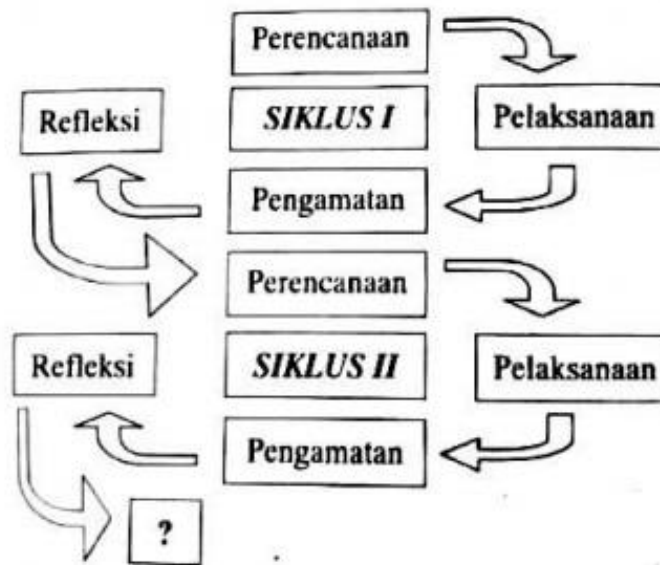 Perencanaan
Refleksi
SIKLUS I
Pelaksanaan
Pengamatan
Perencanaan
Refleksi
SIKLUS II
Pelaksanaan
Pengamatan
?